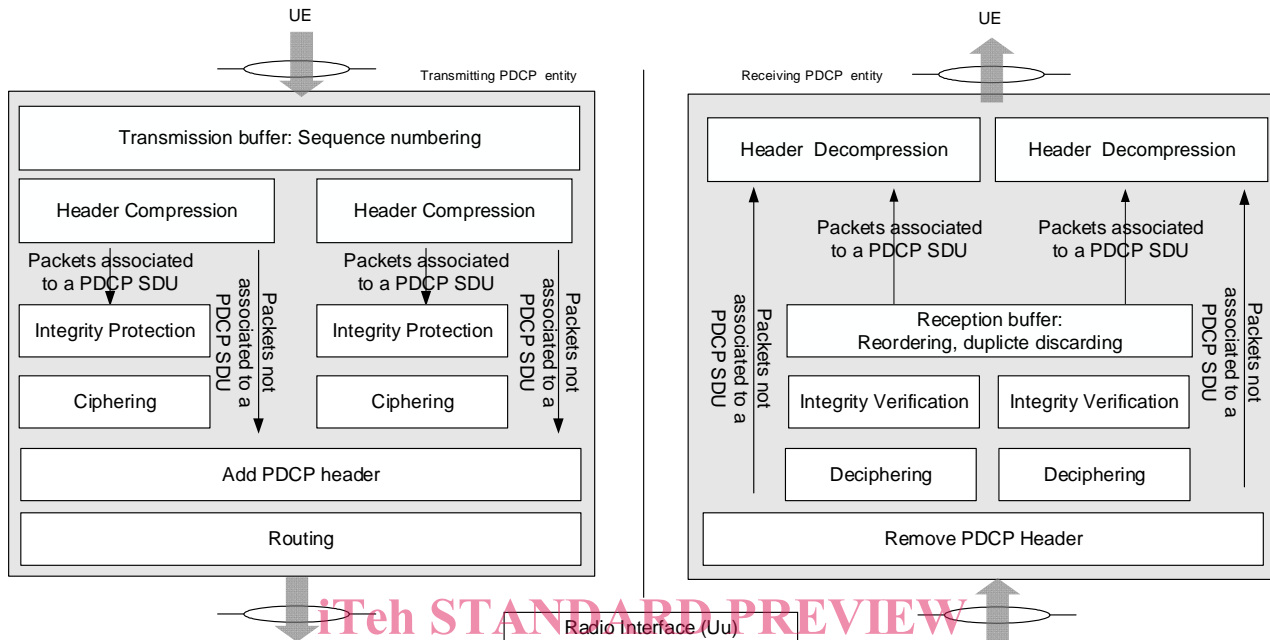 UE
Transmitting PDCP entity
Transmission buffer: Sequence numbering
Header Compression
Header Compression
Packets associated
to a PDCP SDU
Packets not
associated to a
PDCP SDU
Packets associated
to a PDCP SDU
Packets not
associated to a
PDCP SDU
Integrity Protection
Integrity Protection
Ciphering
Ciphering
Add PDCP header
Routing
UE
Receiving PDCP entity
Header Decompression
Header Decompression
Packets associated
to a PDCP SDU
Packets associated
to a PDCP SDU
Packets not
associated to a
PDCP SDU
Packets not
associated to a
PDCP SDU
Reception buffer:
Reordering, duplicte discarding
Integrity Verification
Integrity Verification
Deciphering
Deciphering
Remove PDCP Header
iTeh STANDARD PREVIEW
Radio Interface (Uu)